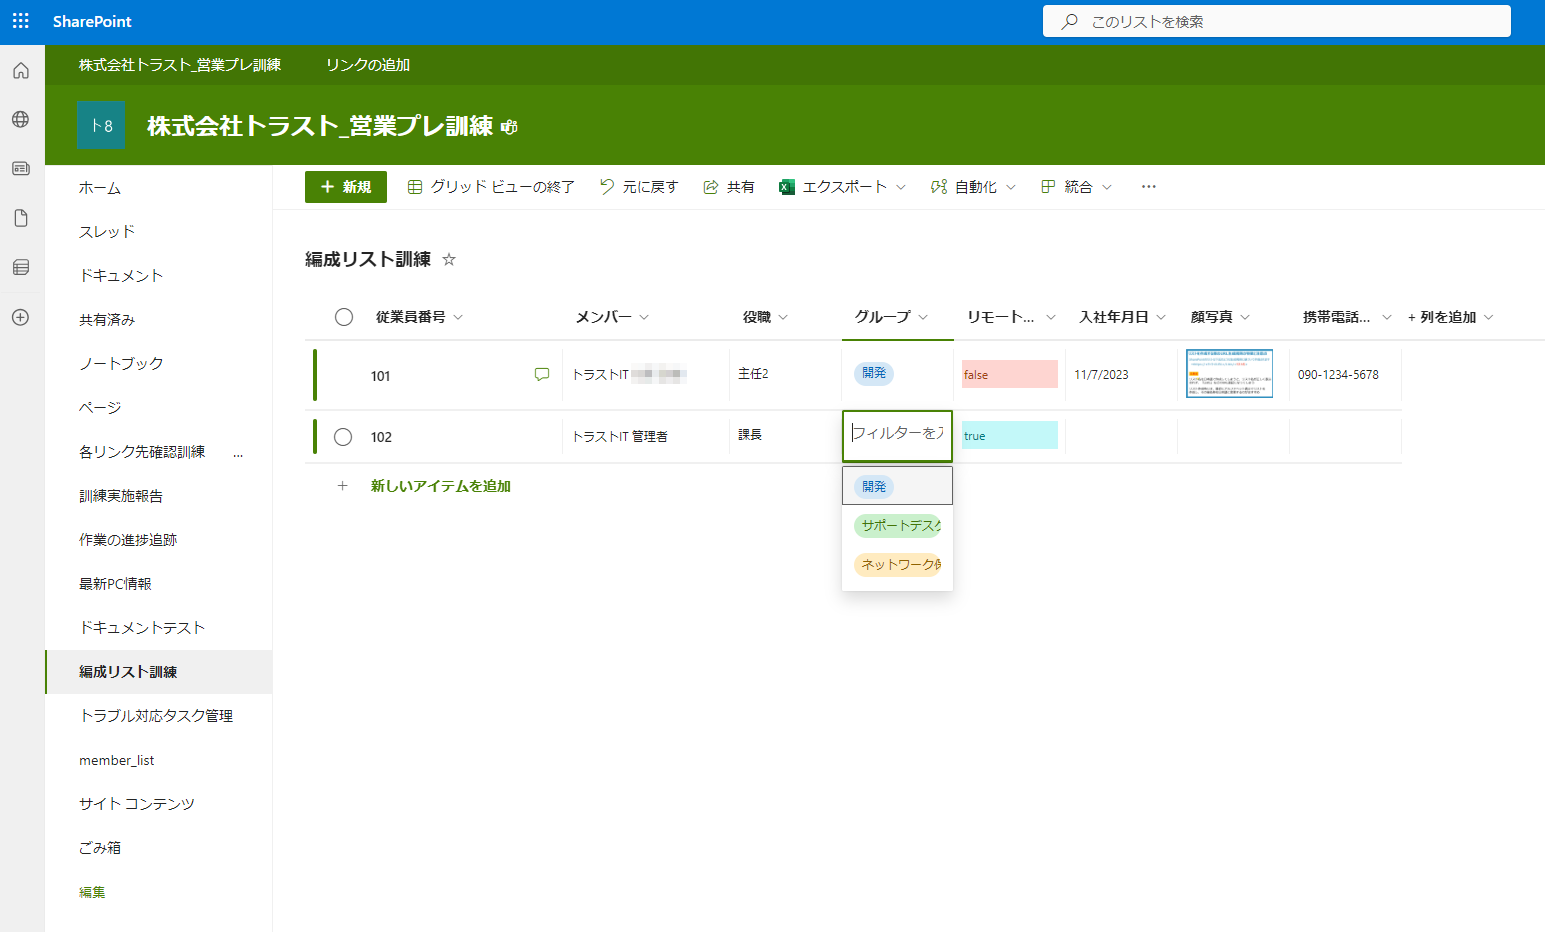 SharePoint
このリストを検索
株式会社トラスト_営業プレ訓練
リンクの追加
ト8
株式会社トラスト_営業プレ訓練
ホーム
スレッド
ドキュメント
共有済み
ノートブック
ページ
各リンク先確認訓練 ...
訓練実施報告
作業の進捗追跡
最新PC情報
ドキュメントテスト
編成リスト訓練
トラブル対応タスク管理
member_list
サイト コンテンツ
ごみ箱
編集
+ 新規
グリッド ビューの終了
元に戻す
共有
エクスポート
自動化
統合
...
編成リスト訓練
従業員番号
メンバー
役職
グループ
リモート...
入社年月日
顔写真
携帯電話...
+ 列を追加
101
トラストIT
主任2
開発
false
11/7/2023
090-1234-5678
102
トラストIT 管理者
課長
フィルターを入
true
+ 新しいアイテムを追加
開発
サポートデスク
ネットワーク